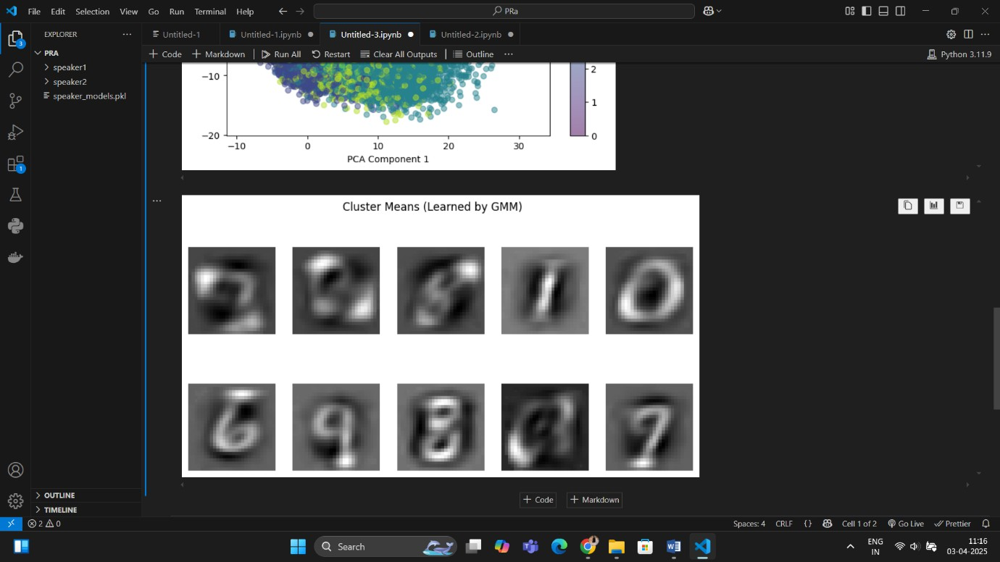 File Edit Selection View Go Run Terminal Help
PRa
EXPLORER
Untitled-1
Untitled-1.ipynb
Untitled-3.ipynb
Untitled-2.ipynb
3
PRA
Code
Markdown
Run All
Restart
Clear All Outputs
Outline
Python 3.11.9
speaker1
speaker2
speaker_models.pkl
1
−10
−20
−10 0 10 20 30
PCA Component 1
2
1
0
Cluster Means (Learned by GMM)
Code
Markdown
OUTLINE
TIMELINE
2 0
Spaces: 4
CRLF
{}
Cell 1 of 2
Go Live
Prettier
Search
ENG
IN
11:16
03-04-2025